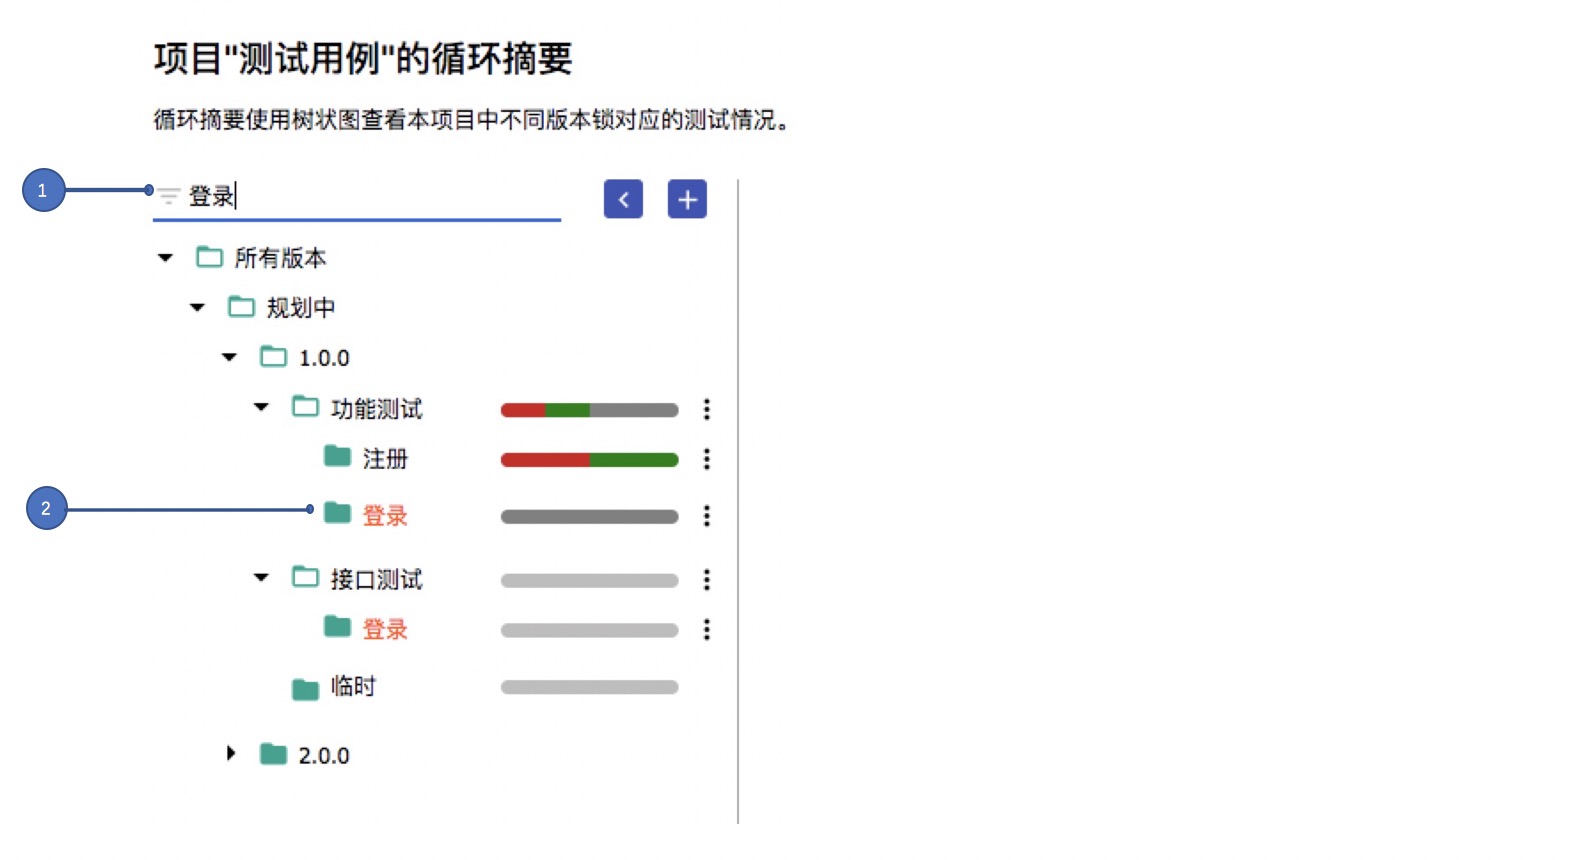 项目"测试用例"的循环摘要
循环摘要使用树状图查看本项目中不同版本锁对应的测试情况。
1
登录
所有版本
规划中
1.0.0
功能测试
注册
2
登录
接口测试
登录
临时
2.0.0